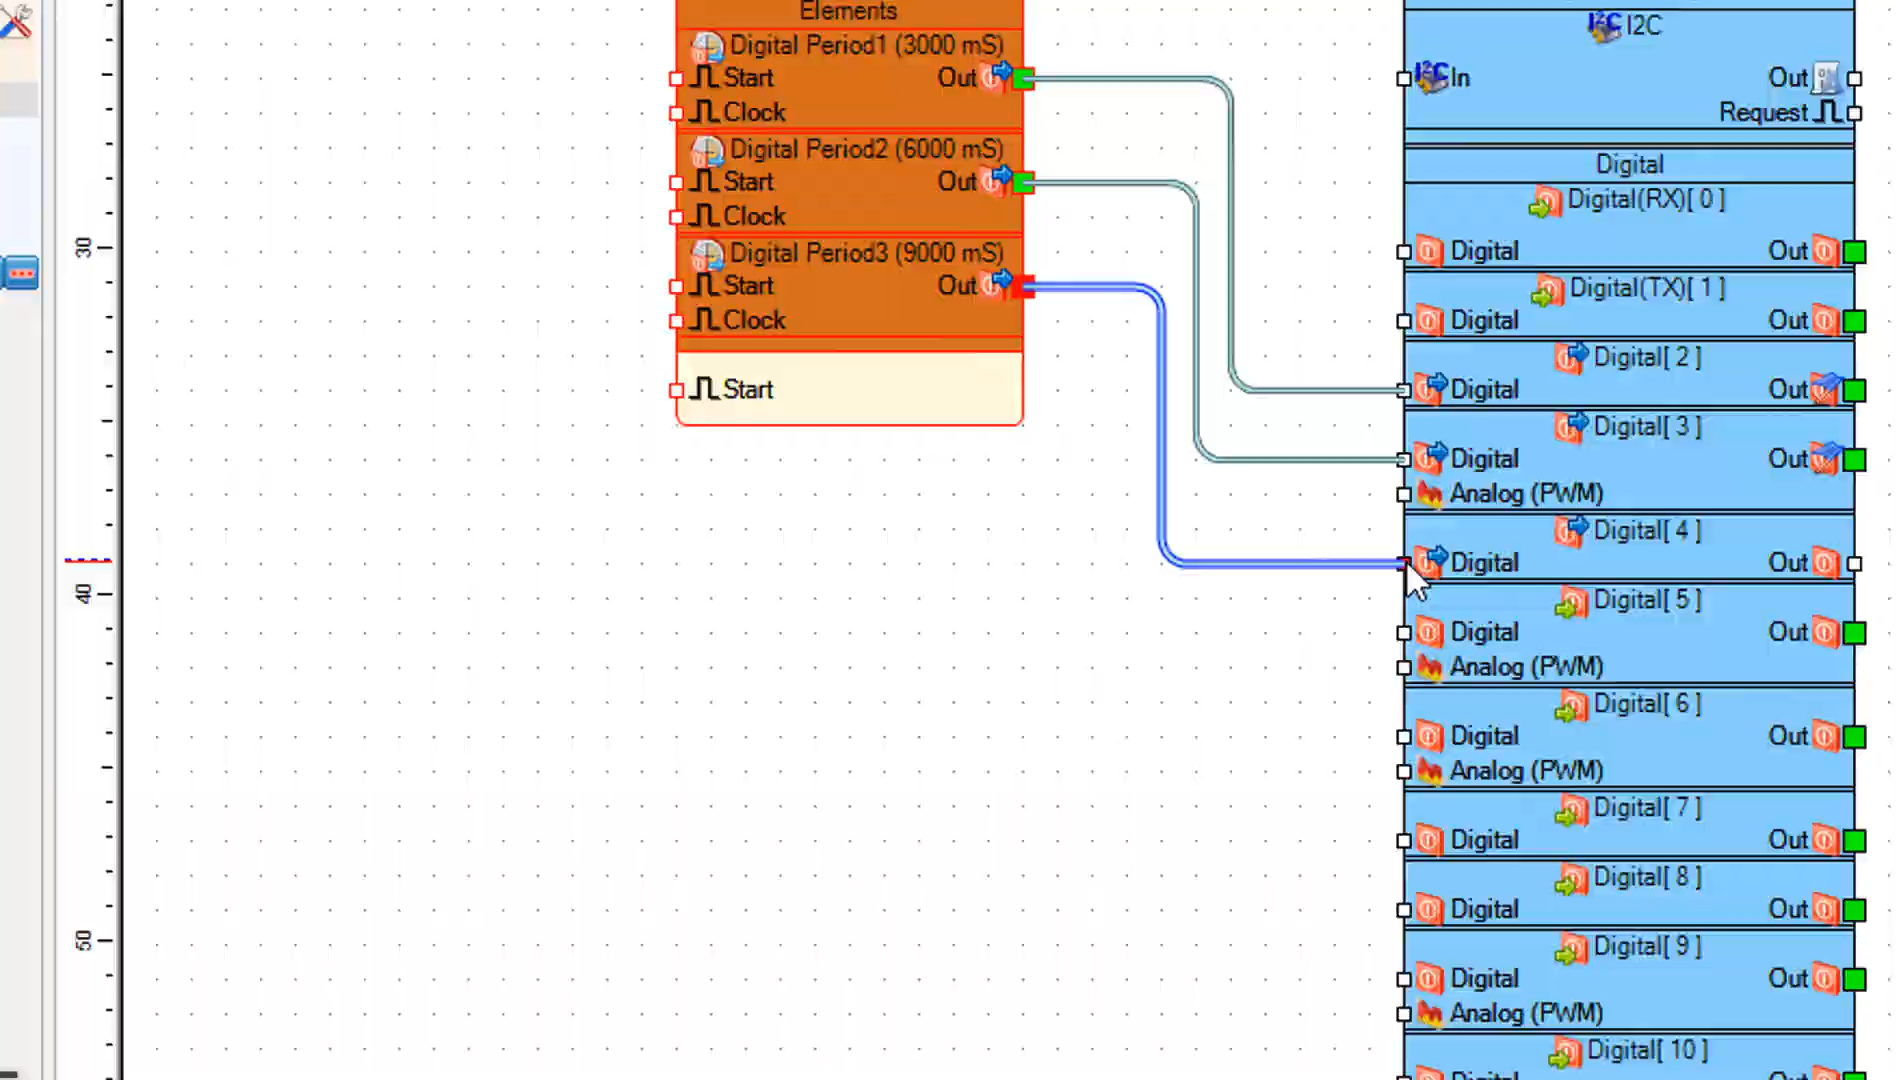 Elements
Digital Period1 (3000 mS)
Start Out
Clock
Digital Period2 (6000 mS)
Start Out
Clock
Digital Period3 (9000 mS)
Start Out
Clock
Start
I2C
I2C In Out
Request
Digital
Digital(RX)[ 0 ]
Digital Out
Digital(TX)[ 1 ]
Digital Out
Digital[ 2 ]
Digital Out
Digital[ 3 ]
Digital Out
Analog (PWM)
Digital[ 4 ]
Digital Out
Digital[ 5 ]
Digital Out
Analog (PWM)
Digital[ 6 ]
Digital Out
Analog (PWM)
Digital[ 7 ]
Digital Out
Digital[ 8 ]
Digital Out
Digital[ 9 ]
Digital Out
Analog (PWM)
Digital[ 10 ]
30
40
50